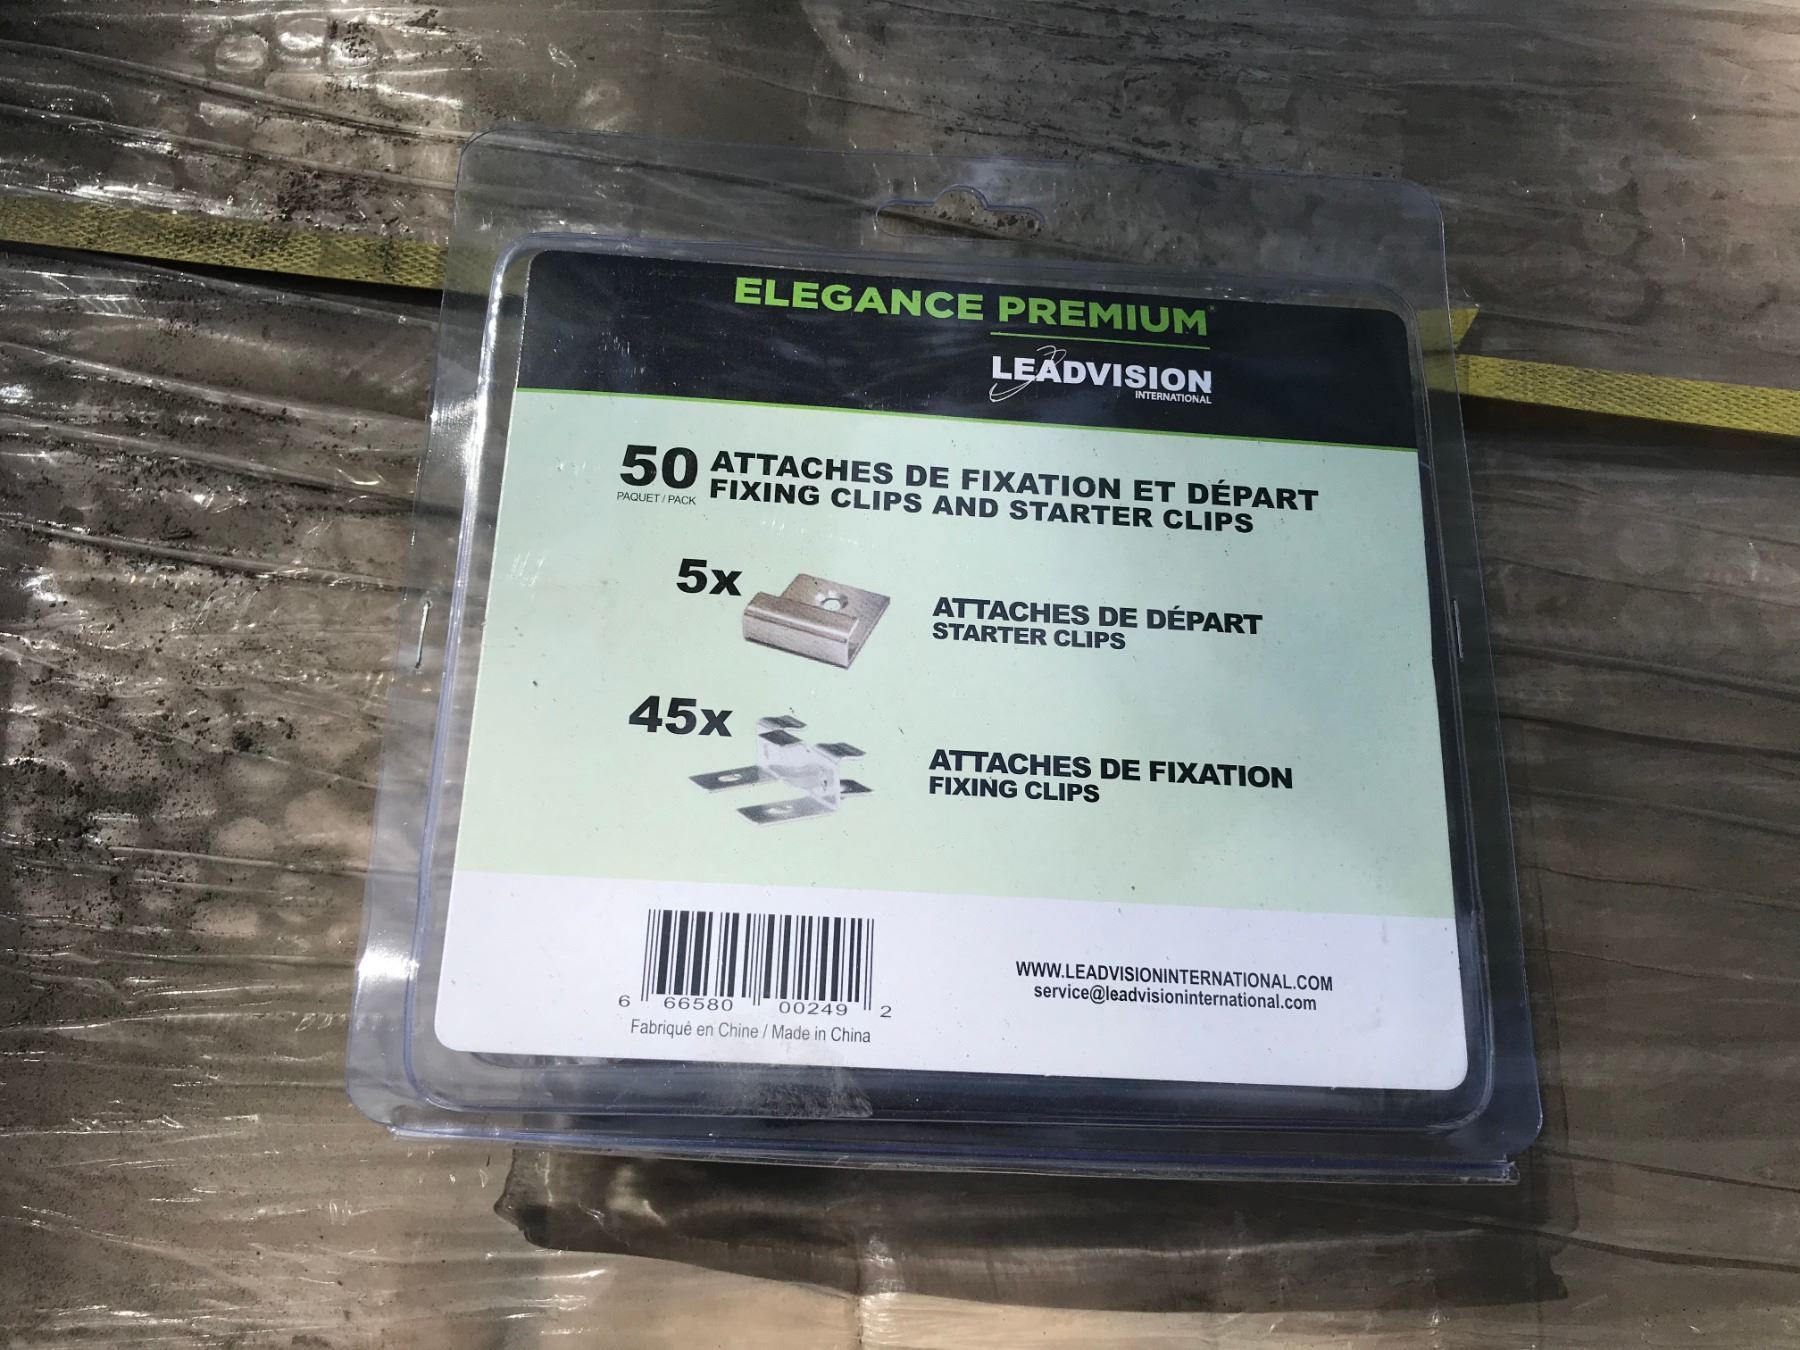 ELEGANCE PREMIUM®
LEADVISION
INTERNATIONAL
50 ATTACHES DE FIXATION ET DÉPART
PAQUET / PACK FIXING CLIPS AND STARTER CLIPS
5x
ATTACHES DE DÉPART
STARTER CLIPS
45x
ATTACHES DE FIXATION
FIXING CLIPS
6 66580 00249 2
Fabriqué en Chine / Made in China
WWW.LEADVISIONINTERNATIONAL.COM
service@leadvisioninternational.com